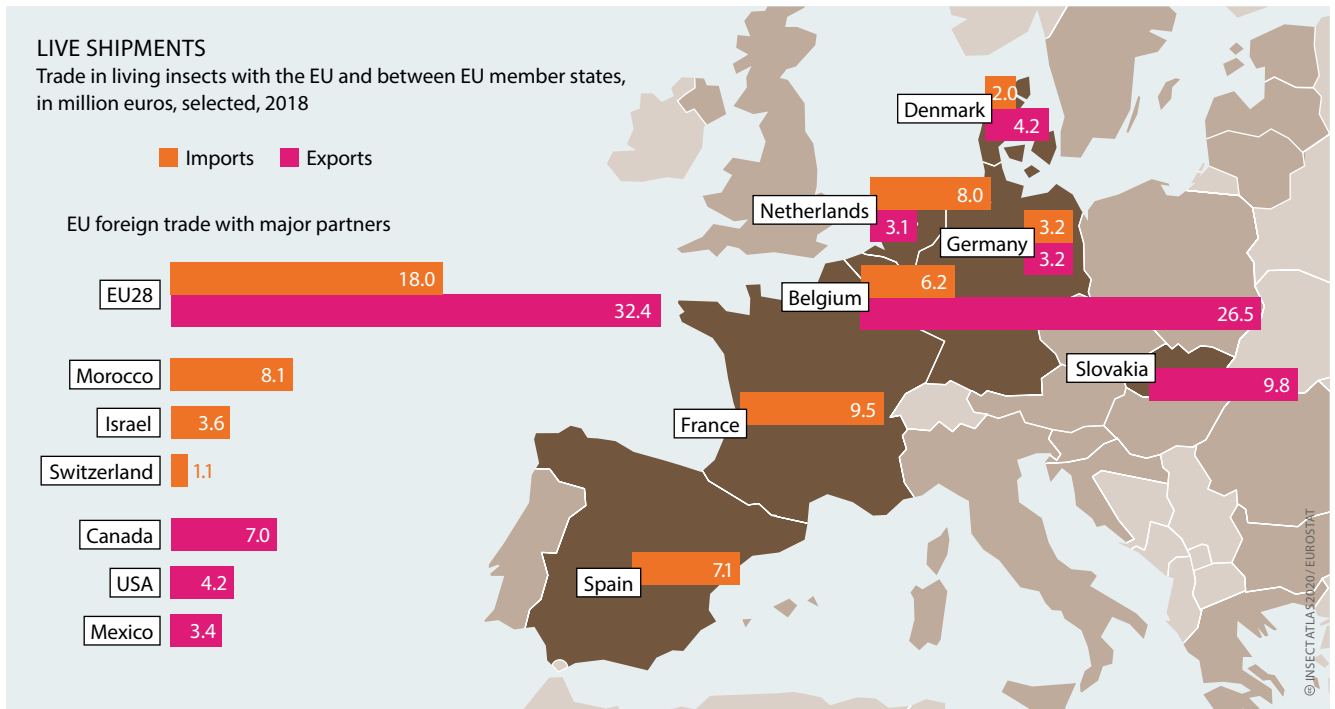 LIVE SHIPMENTS
Trade in living insects with the EU and between EU member states,
in million euros, selected, 2018
Imports Exports
EU foreign trade with major partners
EU28 18.0
32.4
Morocco 8.1
Israel 3.6
Switzerland 1.1
Canada 7.0
USA 4.2
Mexico 3.4
Denmark 2.0
4.2
Netherlands 8.0
3.1
Germany 3.2
3.2
Belgium 6.2
26.5
Slovakia 9.8
France 9.5
Spain 7.1
INSECT ATLAS 2020 / EUROSTAT